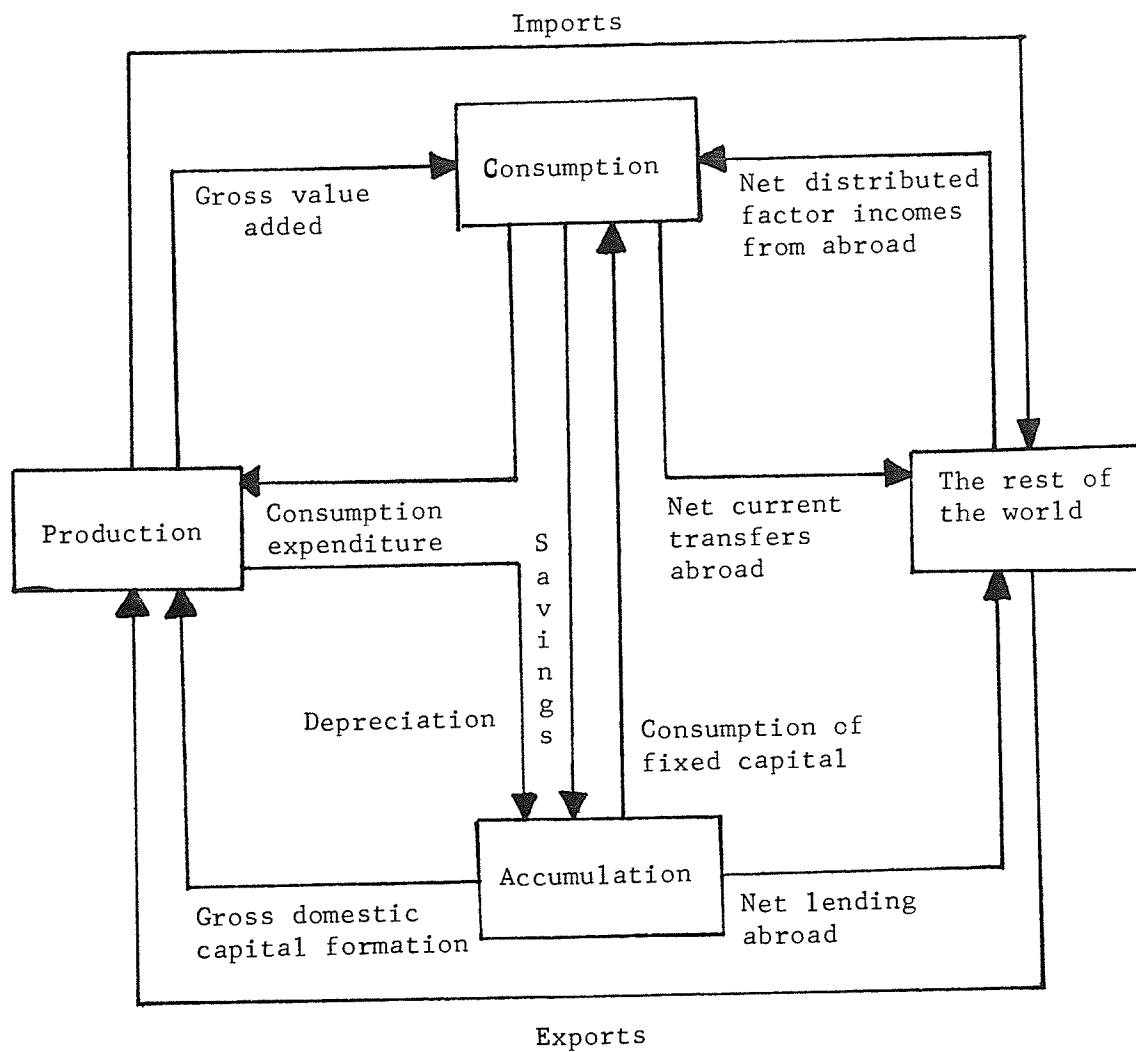 Imports
Consumption
Gross value
added
Net distributed
factor incomes
from abroad
Production
Consumption
expenditure
Savings
Net current
transfers
abroad
The rest of
the world
Depreciation
Consumption of
fixed capital
Accumulation
Gross domestic
capital formation
Net lending
abroad
Exports